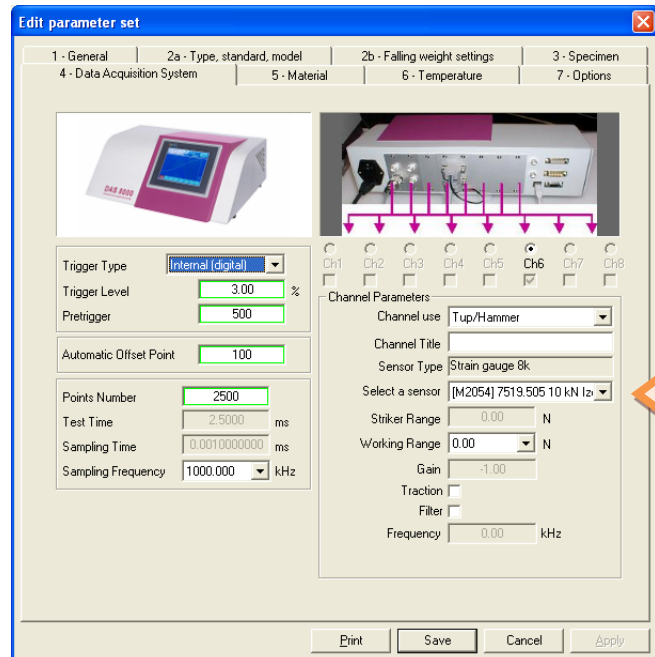 Edit parameter set
1 - General 2a - Type, standard, model 2b - Falling weight settings 3 - Specimen
4 - Data Acquisition System 5 - Material 6 - Temperature 7 - Options
DAS 8000
Ch1 Ch2 Ch3 Ch4 Ch5 Ch6 Ch7 Ch8
Trigger Type Internal (digital)
Trigger Level 3.00 %
Pretrigger 500
Automatic Offset Point 100
Points Number 2500
Test Time 2.5000 ms
Sampling Time 0.0010000000 ms
Sampling Frequency 1000.000 kHz
Channel Parameters
Channel use Tup/Hammer
Channel Title
Sensor Type Strain gauge 8k
Select a sensor [M2054] 7519.505 10 kN
Striker Range 0.00 N
Working Range 0.00 N
Gain -1.00
Traction
Filter
Frequency 0.00 kHz
Print Save Cancel Apply